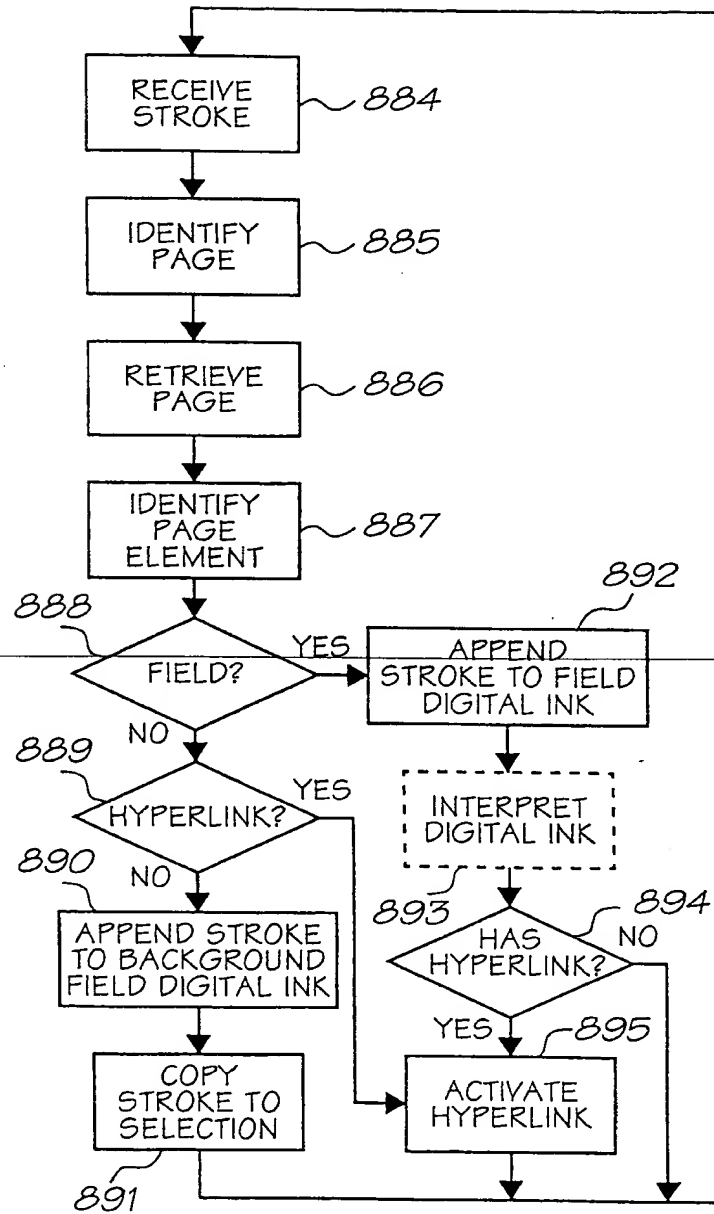 RECEIVE
STROKE
884
IDENTIFY
PAGE
885
RETRIEVE
PAGE
886
IDENTIFY
PAGE
ELEMENT
887
888
FIELD?
YES
NO
892
APPEND
STROKE TO FIELD
DIGITAL INK
889
HYPERLINK?
YES
NO
INTERPRET
DIGITAL INK
893
890
APPEND STROKE
TO BACKGROUND
FIELD DIGITAL INK
894
HAS
HYPERLINK?
NO
YES
895
COPY
STROKE TO
SELECTION
891
ACTIVATE
HYPERLINK